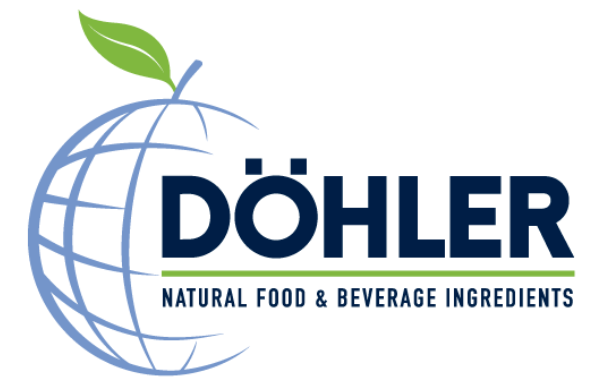 DÖHLER
NATURAL FOOD & BEVERAGE INGREDIENTS